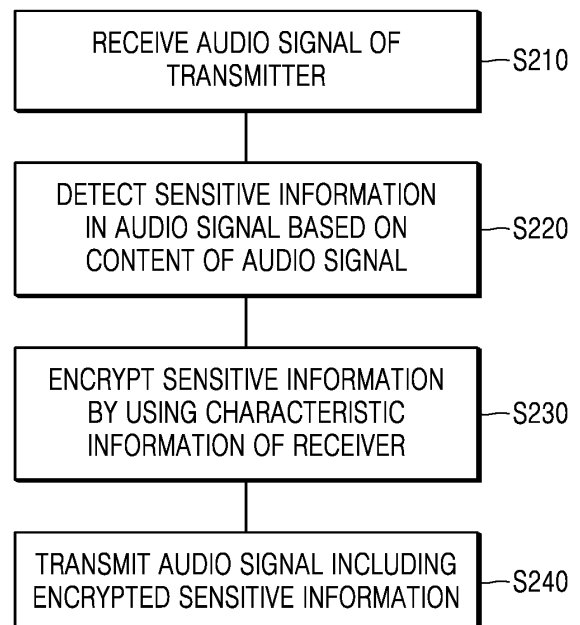 RECEIVE AUDIO SIGNAL OF
TRANSMITTER
S210
DETECT SENSITIVE INFORMATION
IN AUDIO SIGNAL BASED ON
CONTENT OF AUDIO SIGNAL
S220
ENCRYPT SENSITIVE INFORMATION
BY USING CHARACTERISTIC
INFORMATION OF RECEIVER
S230
TRANSMIT AUDIO SIGNAL INCLUDING
ENCRYPTED SENSITIVE INFORMATION
S240